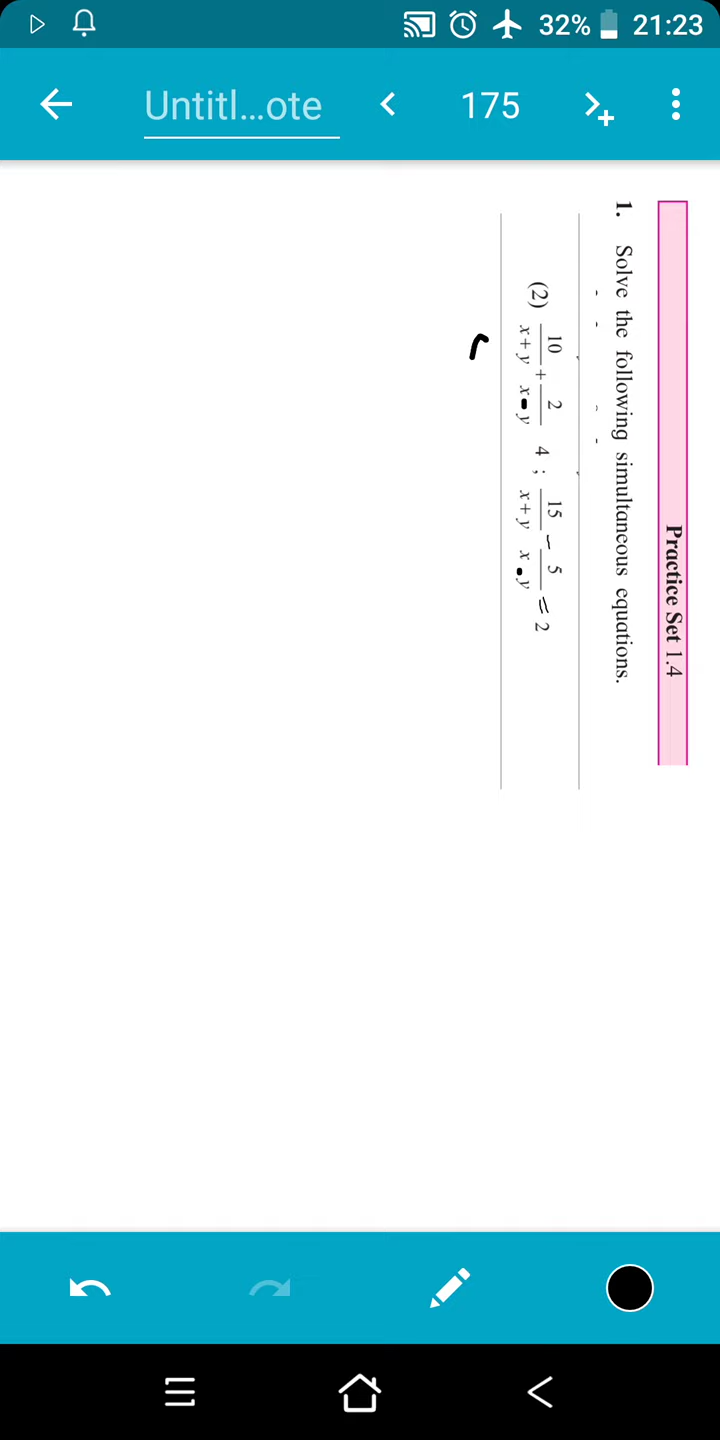 32% 21:23
Untitl...ote 175
Practice Set 1.4
1. Solve the following simultaneous equations.
(2) 10/x+y + 2/x-y 4 ; 15/x+y - 5/x-y = 2